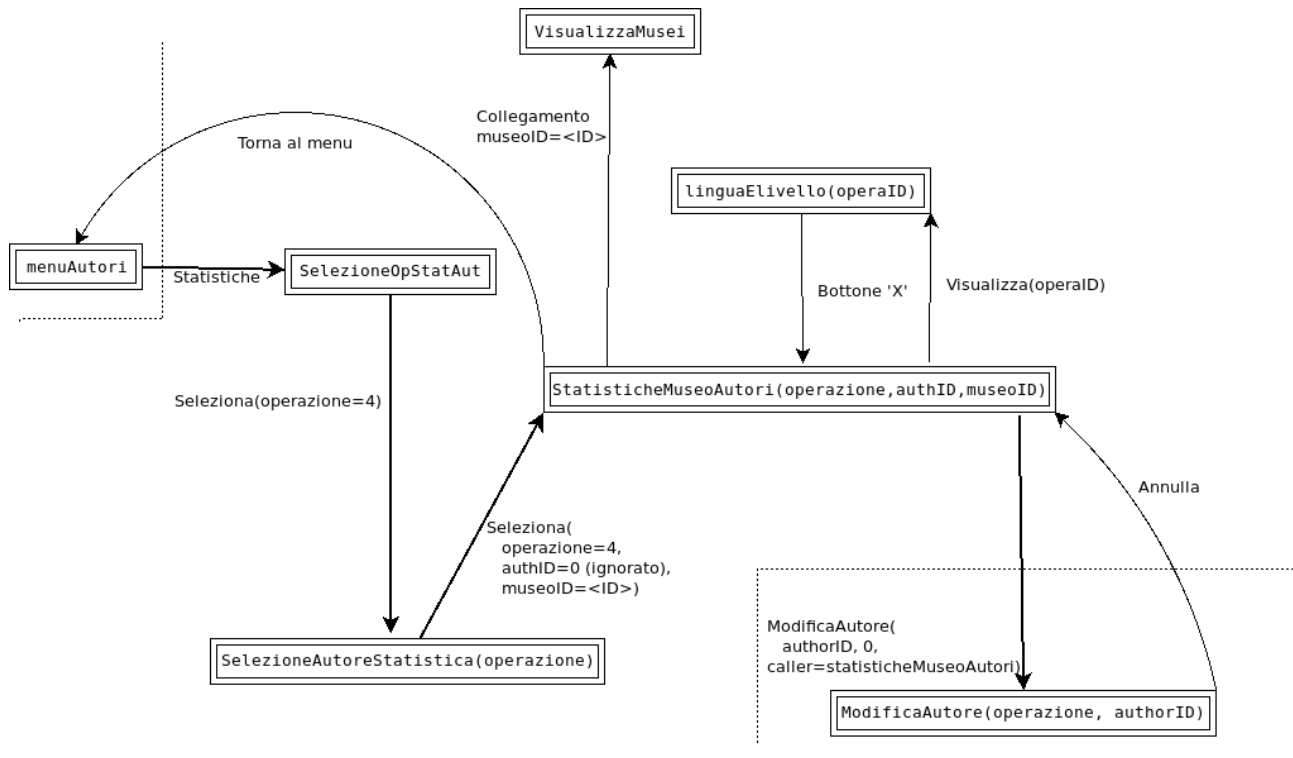 VisualizzaMusei
Collegamento
museoID=<ID>
Torna al menu
linguaElivello(operaID)
menuAutori
Statistiche
SelezioneOpStatAut
Bottone 'X'
Visualizza(operaID)
StatisticheMuseoAutori(operazione,authID,museoID)
Seleziona(operazione=4)
Annulla
Seleziona(
operazione=4,
authID=0 (ignorato),
museoID=<ID>)
ModificaAutore(
authorID, 0,
caller=statisticheMuseoAutori)
SelezioneAutoreStatistica(operazione)
ModificaAutore(operazione, authorID)